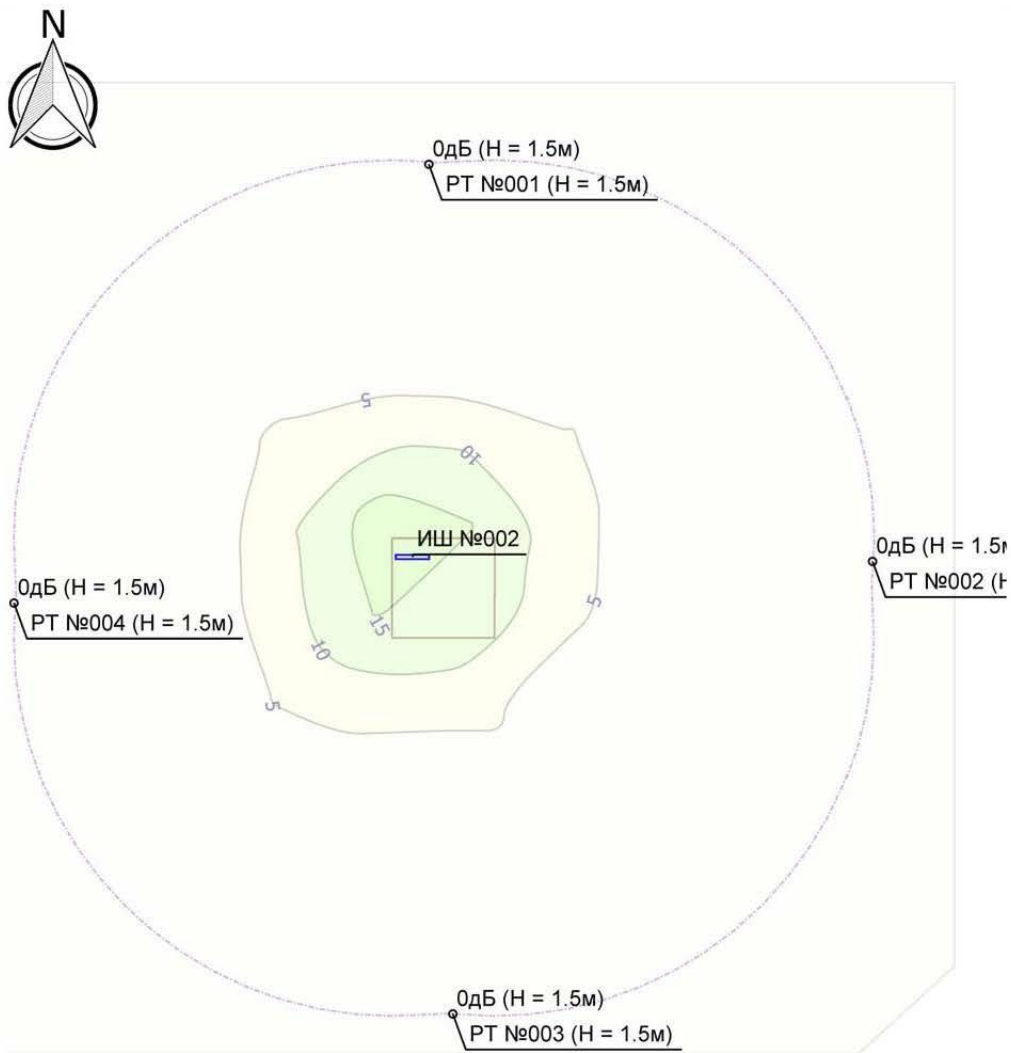 N
0дБ (H = 1.5м)
РТ №001 (H = 1.5м)
5
10
ИШ №002
0дБ (H = 1.5м
РТ №002 (H
5
0дБ (H = 1.5м)
РТ №004 (H = 1.5м)
15
10
5
0дБ (H = 1.5м)
РТ №003 (H = 1.5м)